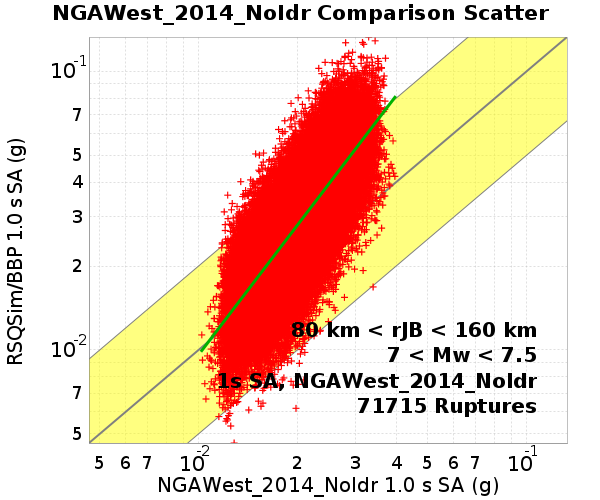 NGAWest_2014_NoIdr Comparison Scatter
RSQSim/BBP 1.0 s SA (g)
10-1
7
5
4
3
2
10-2
7
5
80 km < rJB < 160 km
7 < Mw < 7.5
1s SA, NGAWest_2014_NoIdr
71715 Ruptures
5 6 7 10-2 2 3 4 5 6 7 10-1
NGAWest_2014_NoIdr 1.0 s SA (g)